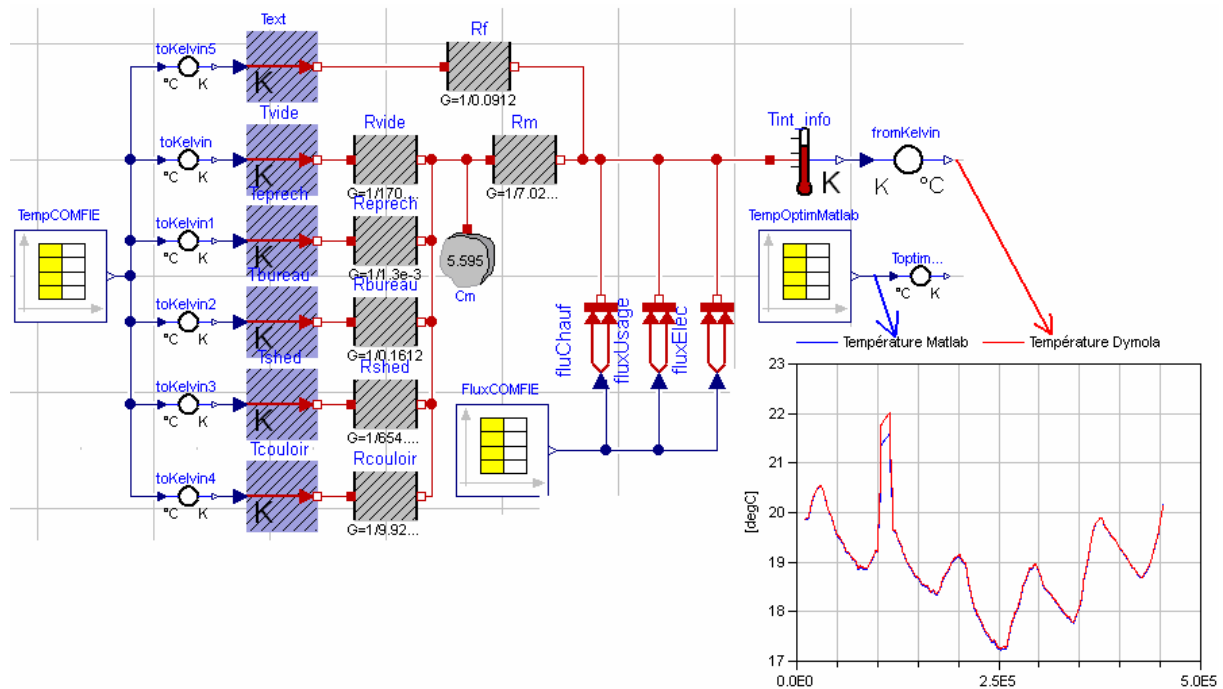 Text
Rf
toKelvin5
°C K
K
G=1/0.0912
Tvide
Rvide
Rm
Tint_info
fromKelvin
toKelvin
°C K
K
K
K
°C
G=1/170...
G=1/7.02...
Teprech
Reprech
TempCOMFIE
toKelvin1
TempOptimMatlab
°C K
K
5.595
G=1/1.3e-3
Cm
Toptim...
°C K
Tbureau
Rbureau
toKelvin2
°C K
K
G=1/0.1612
fluChauf
fluxUsage
fluxElec
Température Matlab
Température Dymola
Tshed
Rshed
toKelvin3
°C K
K
G=1/654....
FluxCOMFIE
Tcouloir
Rcouloir
toKelvin4
°C K
K
G=1/9.92...
23
22
21
20
19
18
17
[degC]
0.0E0
2.5E5
5.0E5